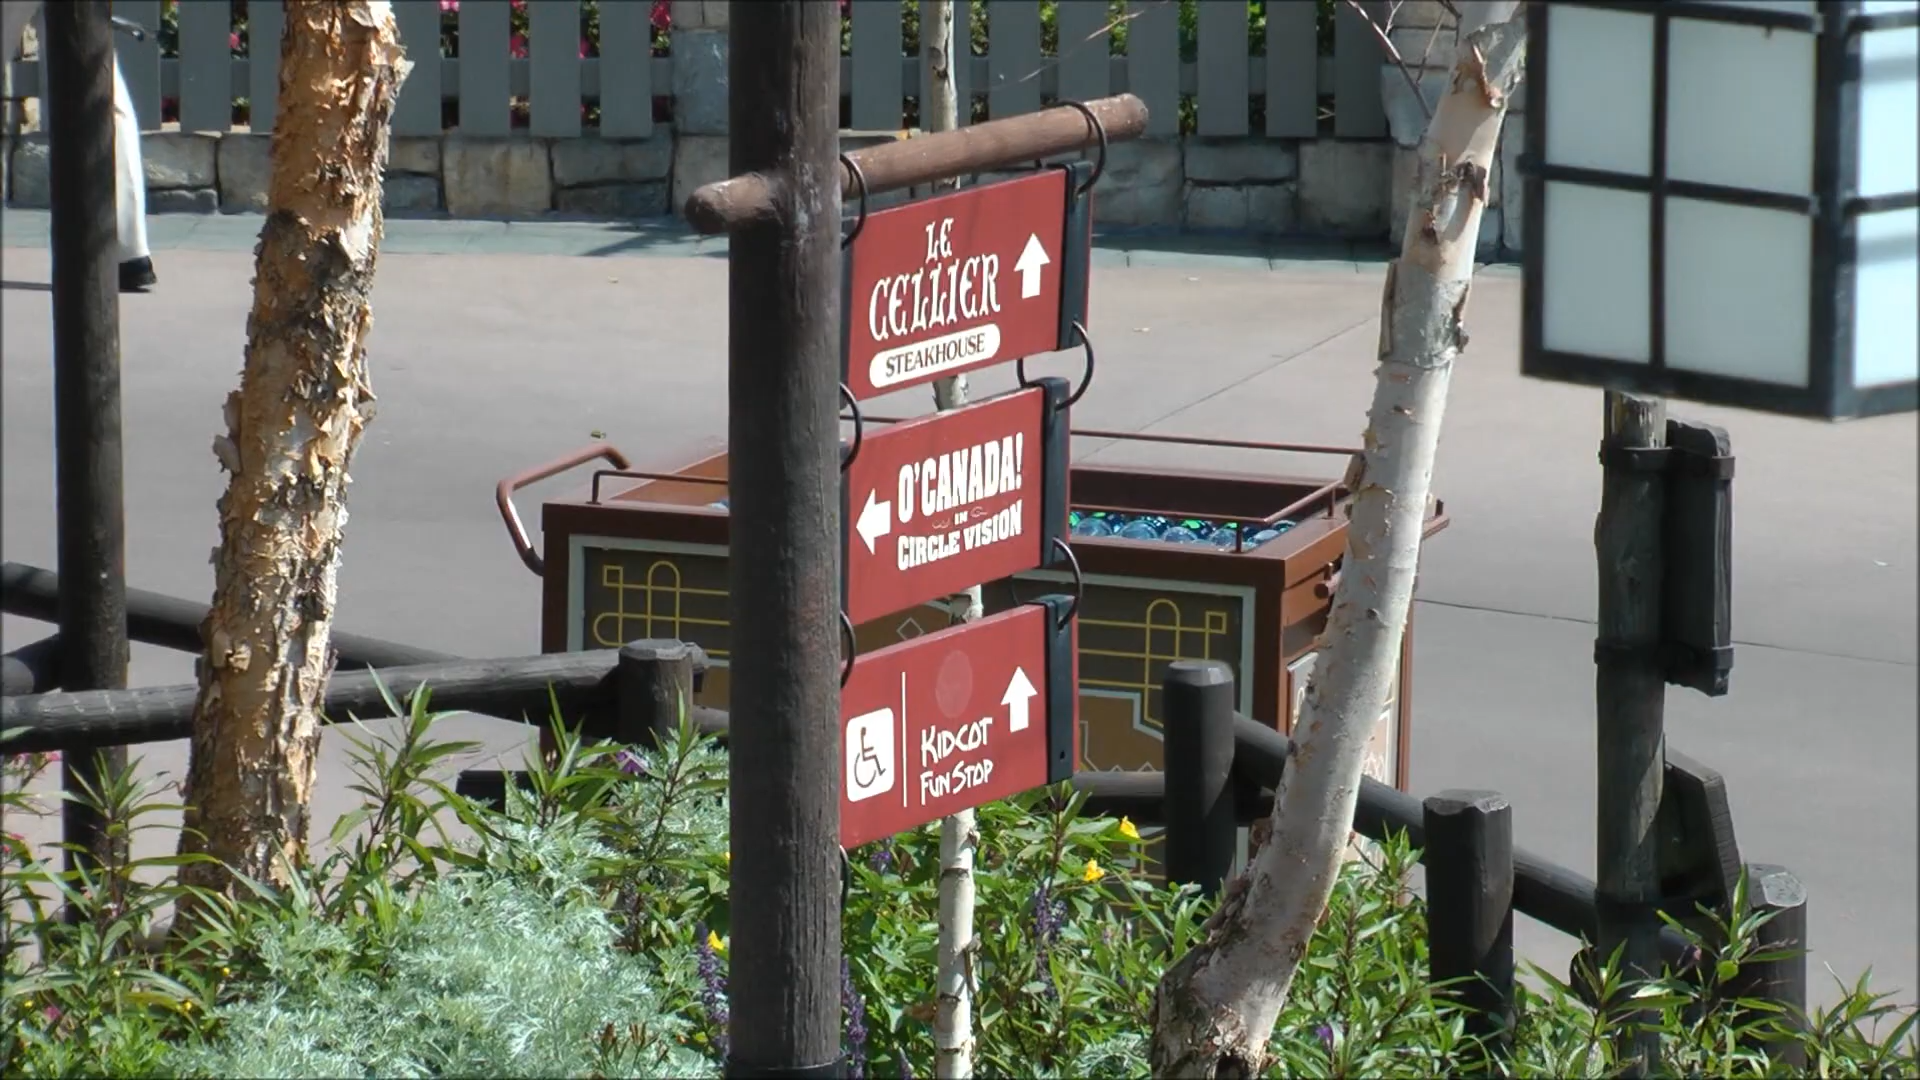 LE
CELLIER
STEAKHOUSE
O'CANADA!
IN
CIRCLE VISION
KIDCOT
FUN STOP